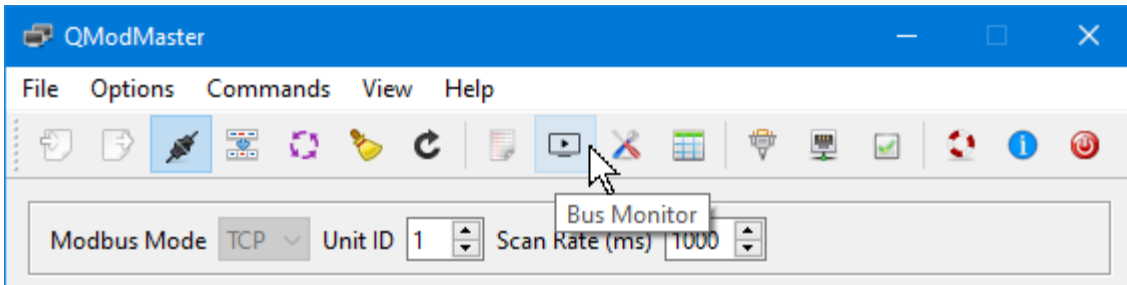 QModMaster
File Options Commands View Help
Bus Monitor
Modbus Mode TCP Unit ID 1 Scan Rate (ms) 1000